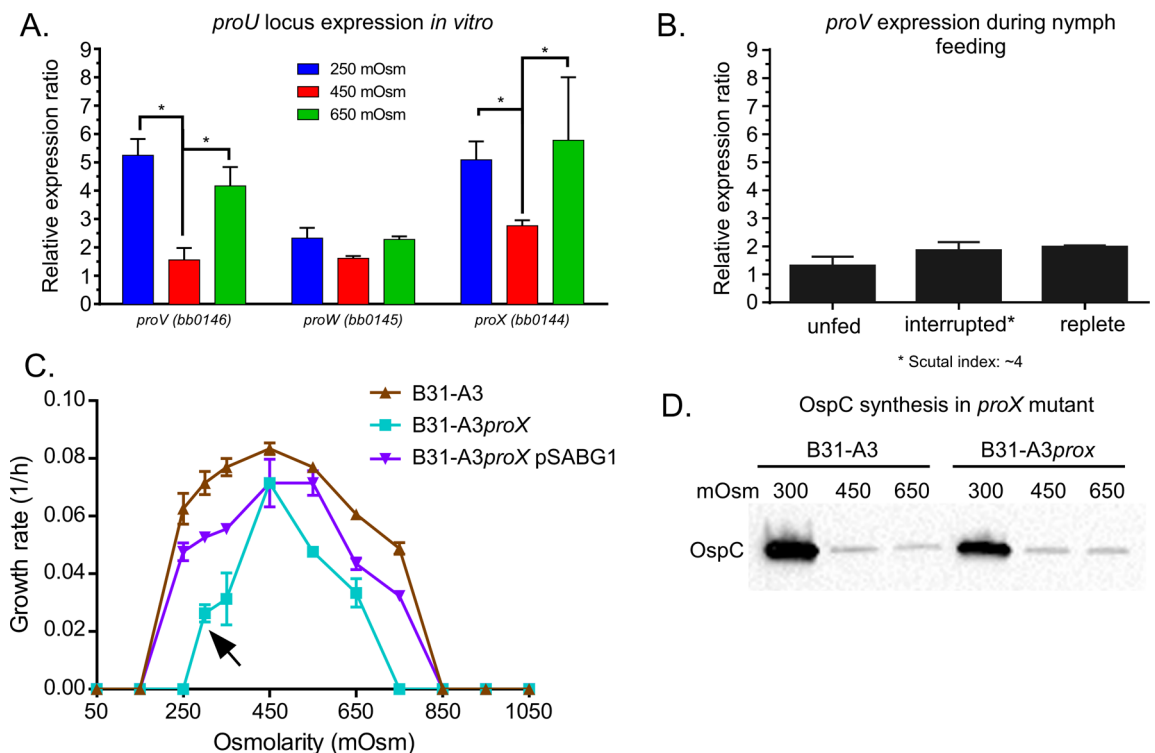 A.
proU locus expression in vitro
Relative expression ratio
9
8
7
6
5
4
3
2
1
0
250 mOsm
450 mOsm
650 mOsm
*
*
*
*
proV (bb0146)
proW (bb0145)
proX (bb0144)
B.
proV expression during nymph
feeding
Relative expression ratio
9
8
7
6
5
4
3
2
1
0
unfed
interrupted*
replete
* Scutal index: ~4
C.
B31-A3
B31-A3proX
B31-A3proX pSABG1
Growth rate (1/h)
0.10
0.08
0.06
0.04
0.02
0.00
50
250
450
650
850
1050
Osmolarity (mOsm)
D.
OspC synthesis in proX mutant
B31-A3
B31-A3prox
mOsm 300 450 650 300 450 650
OspC